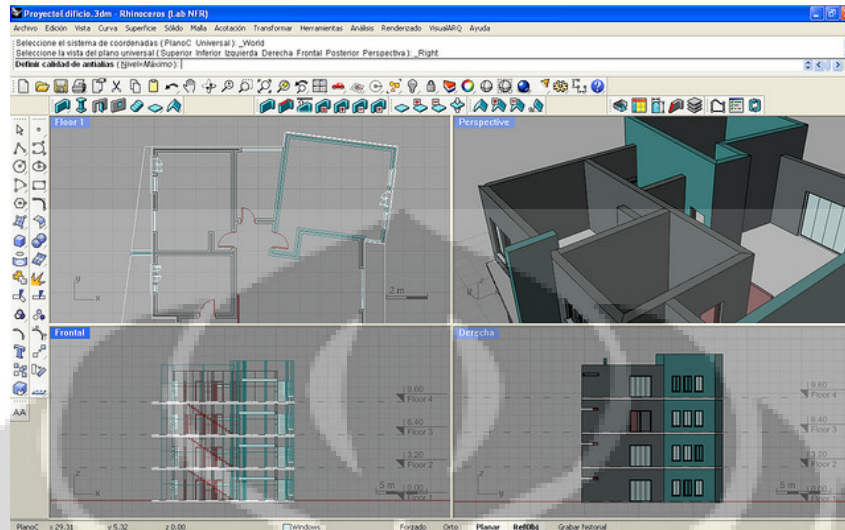 ProyectoEdificio.3dm - Rhinoceros (Lab NFR)
Archivo Edición Vista Curva Superficie Sólido Malla Acotación Transformar Herramientas Análisis Renderizado VisualARQ Ayuda
Seleccione el sistema de coordenadas ( PlanoC Universal ): _World
Seleccione la vista del plano universal ( Superior Inferior Izquierda Derecha Frontal Posterior Perspectiva ): _Right
Definir calidad de antialias ( Nivel=Máximo ):
Floor 1
Perspective
y
x
2 m
z
y
x
Frontal
Derecha
9.60
Floor 4
6.40
Floor 3
3.20
Floor 2
0.00
Floor 1
5 m
z
x
9.60
Floor 4
6.40
Floor 3
3.20
Floor 2
0.00
Floor 1
5 m
z
y
AA
PlanoC x 29.31 y 5.32 z 0.00 Windows Forzado Orto Planar RefObj Grabar historial